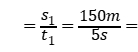 = s₁/t₁ = 150m/5s =